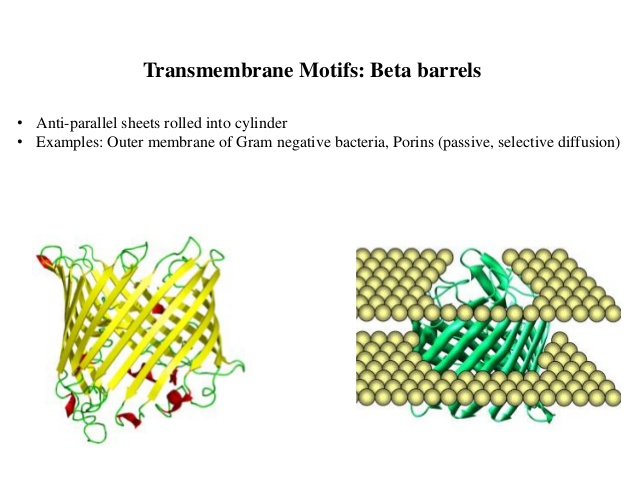 Transmembrane Motifs: Beta barrels
• Anti-parallel sheets rolled into cylinder
• Examples: Outer membrane of Gram negative bacteria, Porins (passive, selective diffusion)